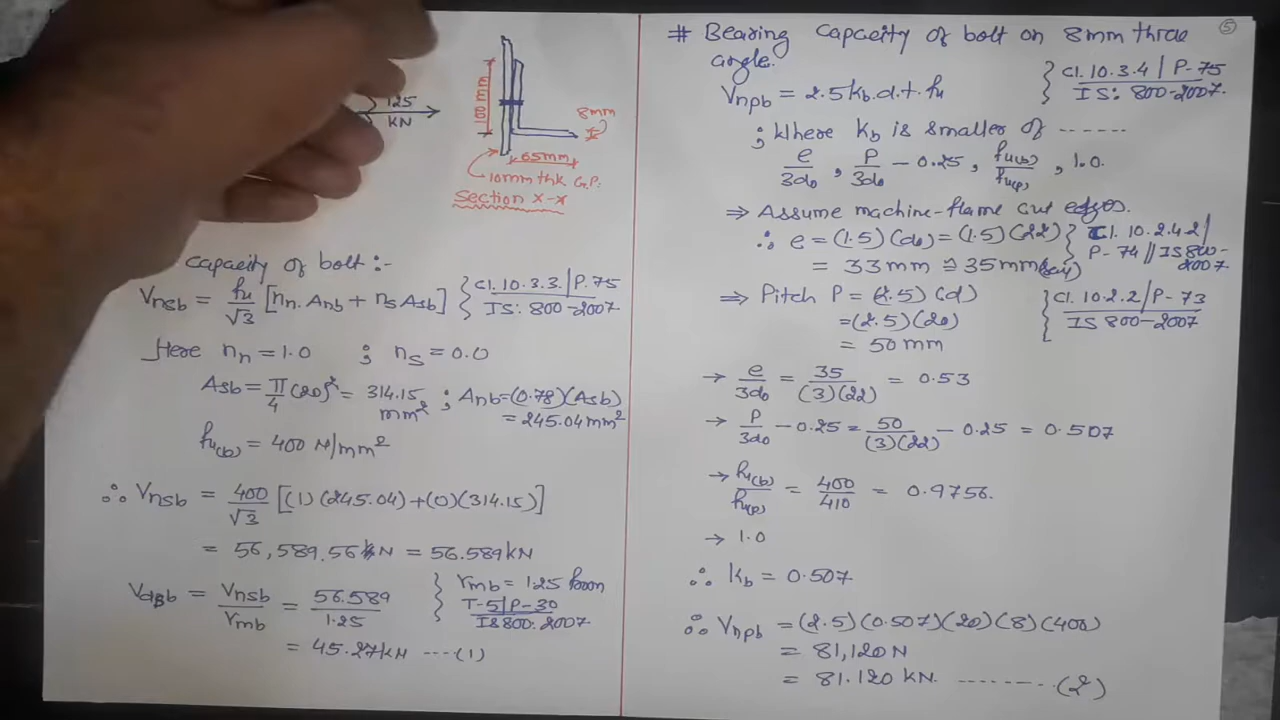 125
KN
100mm
8mm
65mm
10mm thk. G.P.
Section X-X
capacity of bolt :-
Vnsb = fu/√3 [nn. Anb + ns Asb] } Cl. 10.3.3. | P. 75
IS: 800-2007.
Here nn = 1.0 ; ns = 0.0
Asb = π/4 (20)² = 314.15 mm² ; Anb = (0.78)(Asb)
= 245.04 mm²
fu(b) = 400 N/mm²
∴ Vnsb = 400/√3 [(1)(245.04)+(0)(314.15)]
= 56,589.56 N = 56.589 kN
Vdsb = Vnsb/γmb = 56.589/1.25 { γmb = 1.25 from
T-5 | P-30
IS 800. 2007
= 45.27 kN ----(1)
5
# Bearing capacity of bolt on 8mm thick
angle.
Vnpb = 2.5 kb.d.t. fu } Cl. 10.3.4 | P-75
IS: 800-2007.
; Where kb is smaller of ------
e/3d₀ , P/3d₀ - 0.25 , fu(b)/fu(p) , 1.0.
⇒ Assume machine-flame cut edges.
∴ e = (1.5)(d₀) = (1.5)(22) } Cl. 10.2.4.2 |
P-74 || IS 800-
2007.
= 33mm ≅ 35mm (say)
⇒ Pitch P = (2.5)(d) { Cl. 10.2.2 | P-73
IS 800-2007
= (2.5)(20)
= 50 mm
→ e/3d₀ = 35/(3)(22) = 0.53
→ P/3d₀ - 0.25 = 50/(3)(22) - 0.25 = 0.507
→ fu(b)/fu(p) = 400/410 = 0.9756.
→ 1.0
∴ kb = 0.507
∴ Vnpb = (2.5)(0.507)(20)(8)(400)
= 81,120 N
= 81.120 kN. --------(2)